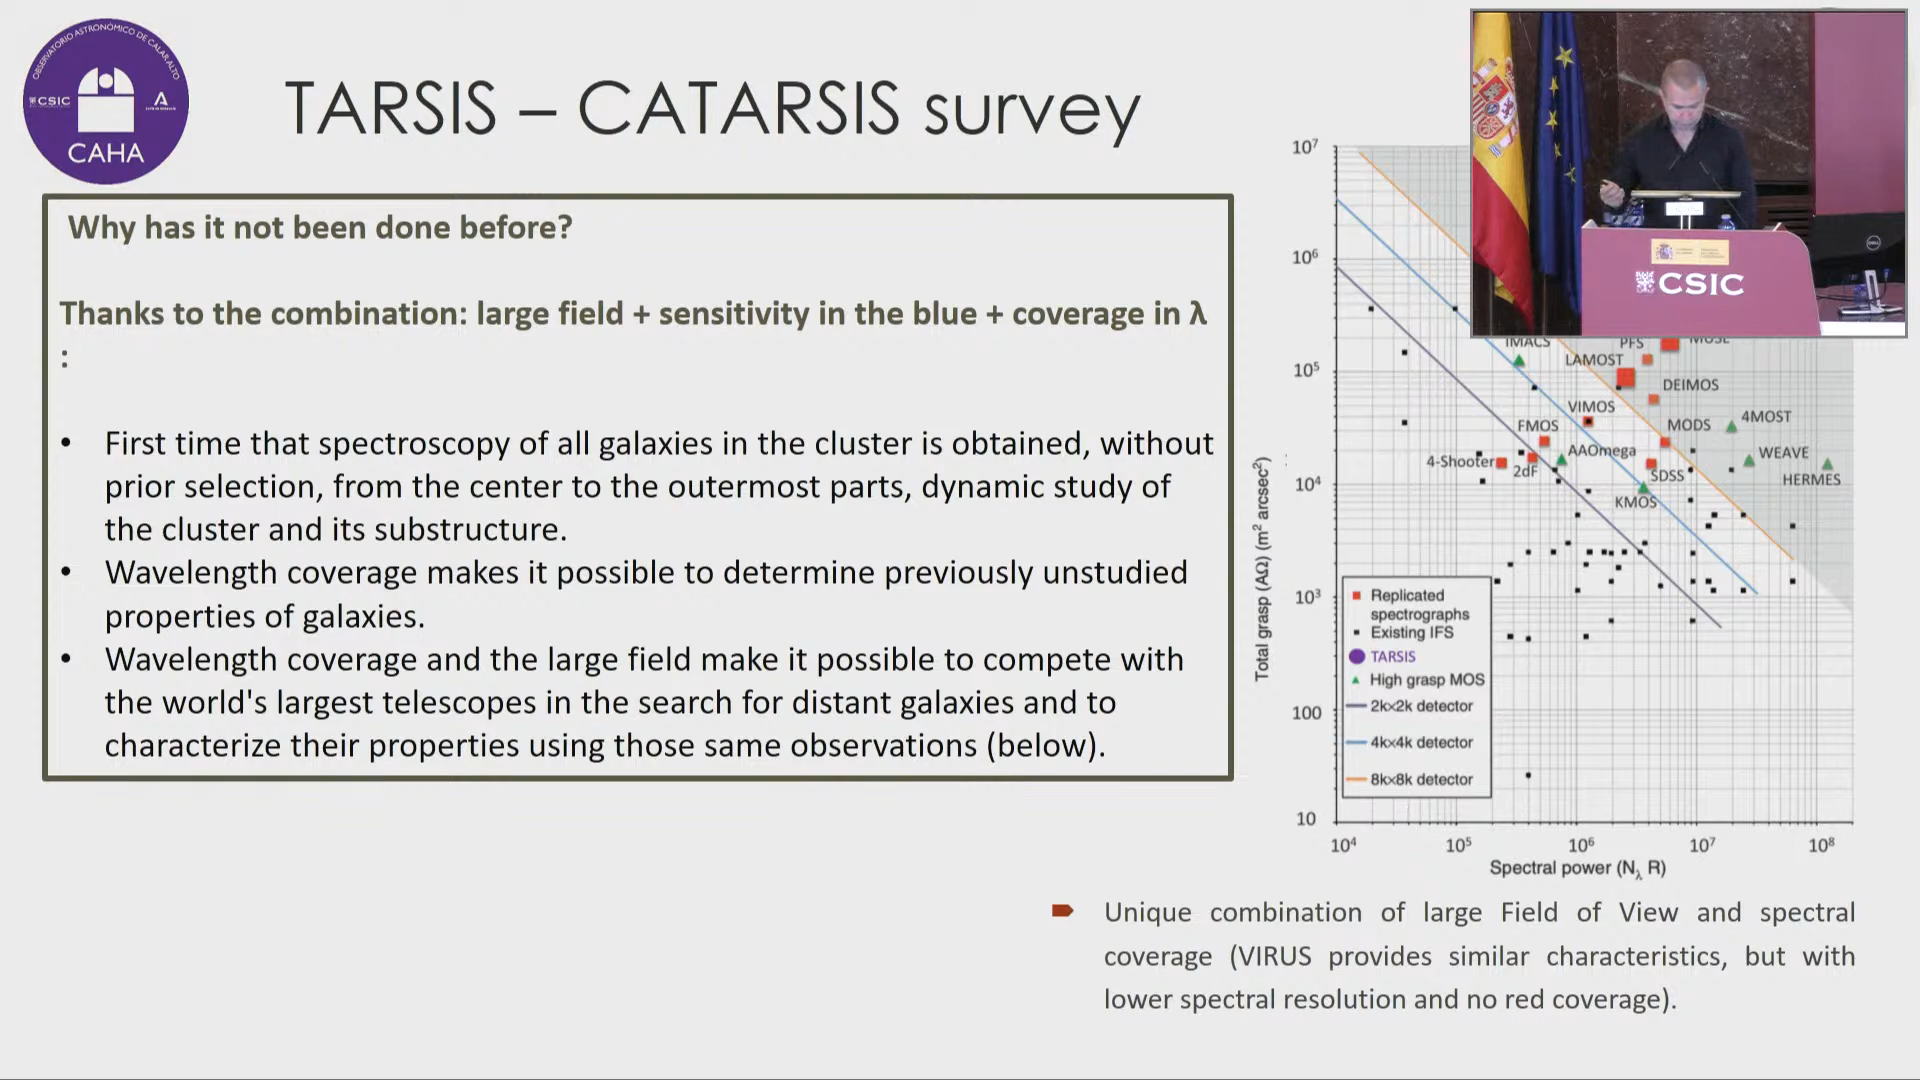 OBSERVATORIO ASTRONÓMICO DE CALAR ALTO
CSIC
CAHA
TARSIS – CATARSIS survey
Why has it not been done before?
Thanks to the combination: large field + sensitivity in the blue + coverage in λ
:
• First time that spectroscopy of all galaxies in the cluster is obtained, without
prior selection, from the center to the outermost parts, dynamic study of
the cluster and its substructure.
• Wavelength coverage makes it possible to determine previously unstudied
properties of galaxies.
• Wavelength coverage and the large field make it possible to compete with
the world's largest telescopes in the search for distant galaxies and to
characterize their properties using those same observations (below).
CSIC
DELL
10⁷
10⁶
10⁵
10⁴
10³
100
10
Total grasp (AΩ) (m² arcsec²)
IMACS
PFS
MUSE
LAMOST
DEIMOS
VIMOS
FMOS
MODS
4MOST
4-Shooter
2dF
AAOmega
SDSS
WEAVE
KMOS
HERMES
Replicated
spectrographs
Existing IFS
TARSIS
High grasp MOS
2k×2k detector
4k×4k detector
8k×8k detector
10⁴
10⁵
10⁶
10⁷
10⁸
Spectral power (Nλ R)
Unique combination of large Field of View and spectral
coverage (VIRUS provides similar characteristics, but with
lower spectral resolution and no red coverage).